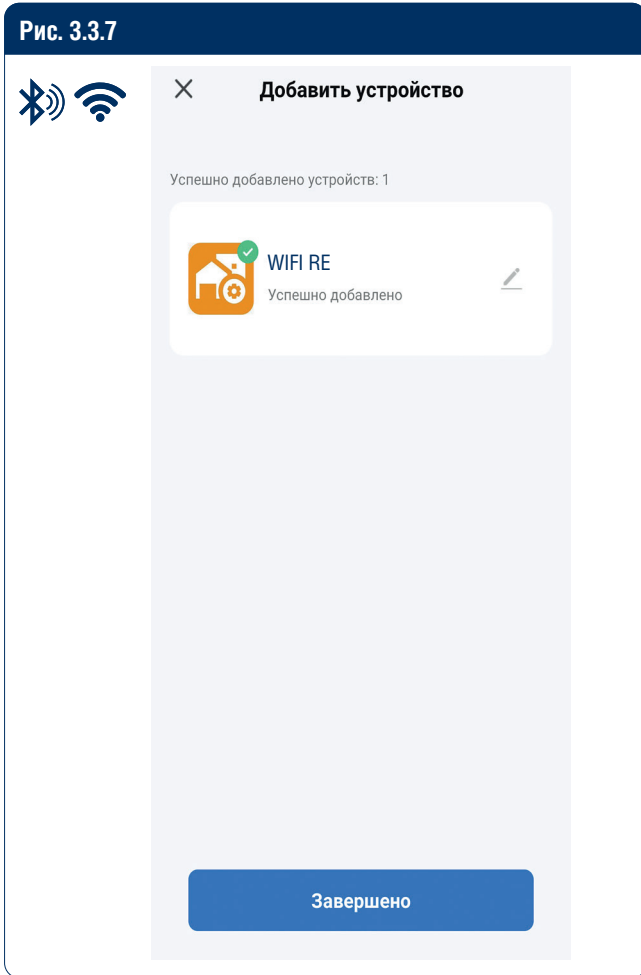 Рис. 3.3.7
Добавить устройство
Успешно добавлено устройств: 1
WIFI RE
Успешно добавлено
Завершено